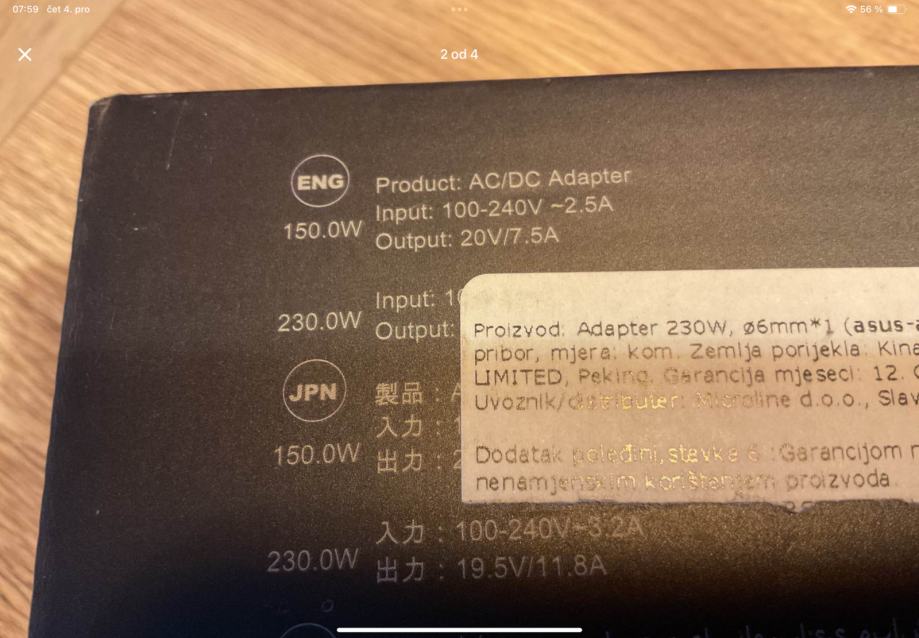 07:59 čet 4. pro
56 %
2 od 4
ENG
150.0W
Product: AC/DC Adapter
Input: 100-240V ~2.5A
Output: 20V/7.5A
230.0W
Input:
Output:
JPN
150.0W
製品 :
入力 :
出力 :
230.0W
入力 : 100-240V~3.2A
出力 : 19.5V/11.8A
Proizvod: Adapter 230W, ø6mm*1
pribor, mjera: kom. Zemlja porijekla: Kina
LIMITED, Peking. Garancija mjeseci: 12.
Uvoznik/distributer: Microline d.o.o.,
Dodatak poleđini,stavka 6 :Garancijom
nenamjenskim korištenjem proizvoda.